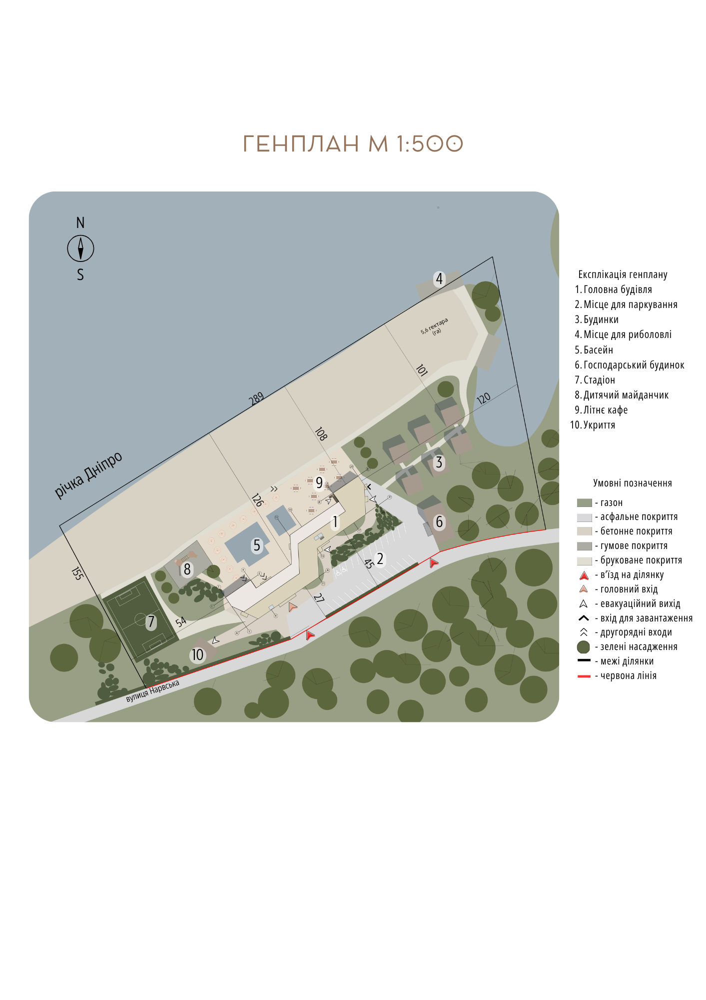 ГЕНПЛАН М 1:500
N
S
4
5,6 гектара
(га)
101
120
289
108
річка Дніпро
126
9
3
1
6
5
2
45
8
155
27
7
54
10
вулиця Нарвська
Експлікація генплану
1. Головна будівля
2. Місце для паркування
3. Будинки
4. Місце для риболовлі
5. Басейн
6. Господарський будинок
7. Стадіон
8. Дитячий майданчик
9. Літнє кафе
10. Укриття
Умовні позначення
- газон
- асфальне покриття
- бетонне покриття
- гумове покриття
- бруковане покриття
- в’їзд на ділянку
- головний вхід
- евакуаційний вихід
- вхід для завантаження
- другорядні входи
- зелені насадження
- межі ділянки
- червона лінія